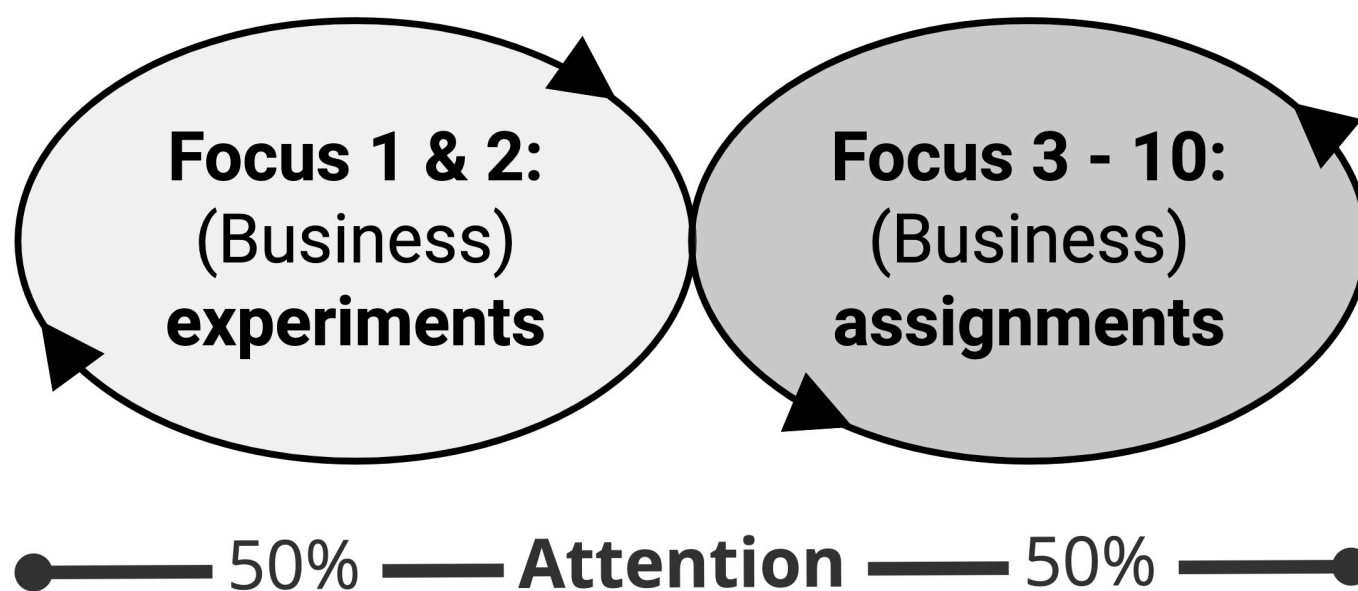 Focus 1 & 2:
(Business)
experiments
Focus 3 - 10:
(Business)
assignments
50% Attention 50%